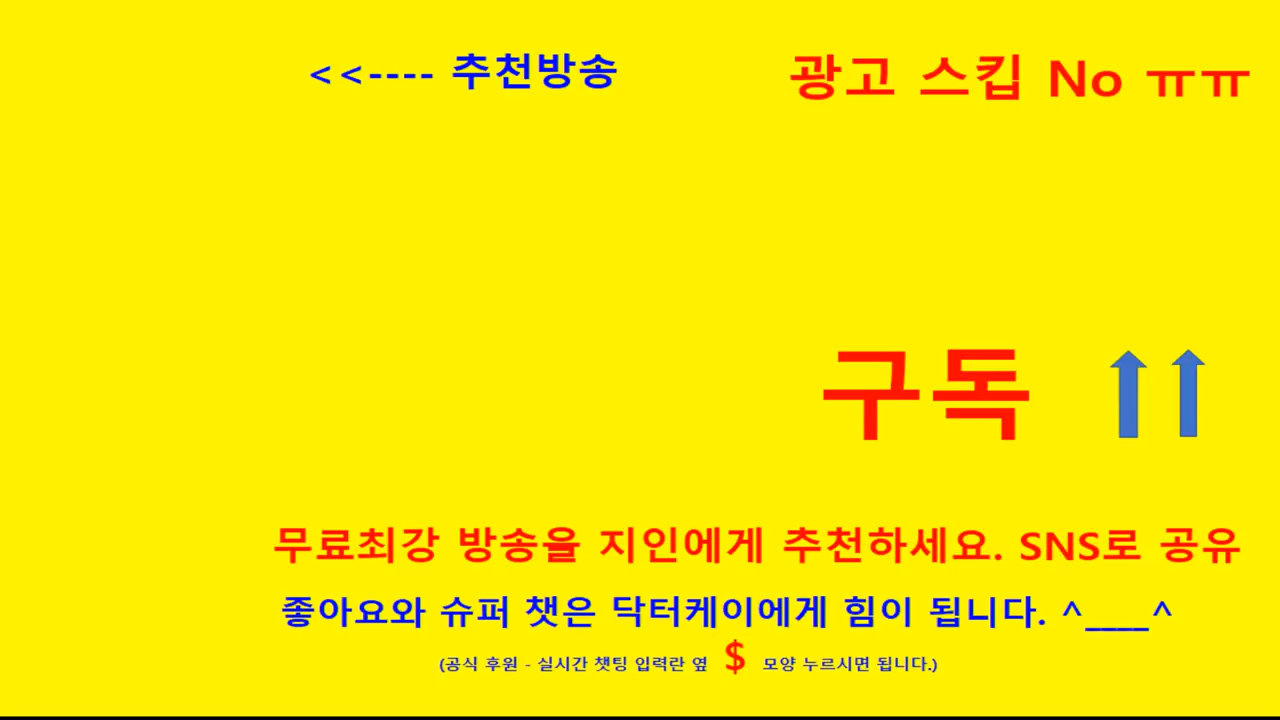 <<---- 추천방송
광고 스킵 No ㅠㅠ
구독
무료최강 방송을 지인에게 추천하세요. SNS로 공유
좋아요와 슈퍼 챗은 닥터케이에게 힘이 됩니다. ^____^
(공식 후원 - 실시간 챗팅 입력란 옆 $ 모양 누르시면 됩니다.)